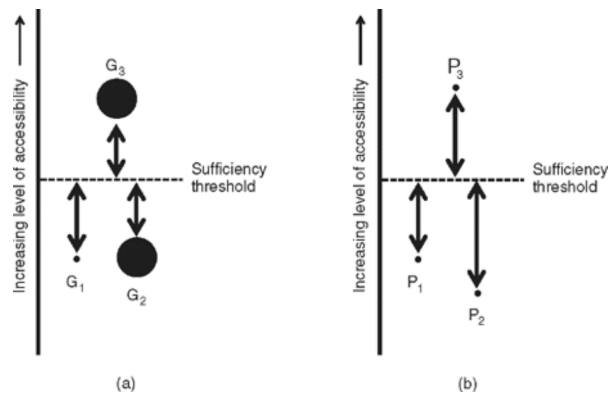 Increasing level of accessibility
G3
Sufficiency
threshold
G1
G2
(a)
Increasing level of accessibility
P3
Sufficiency
threshold
P1
P2
(b)